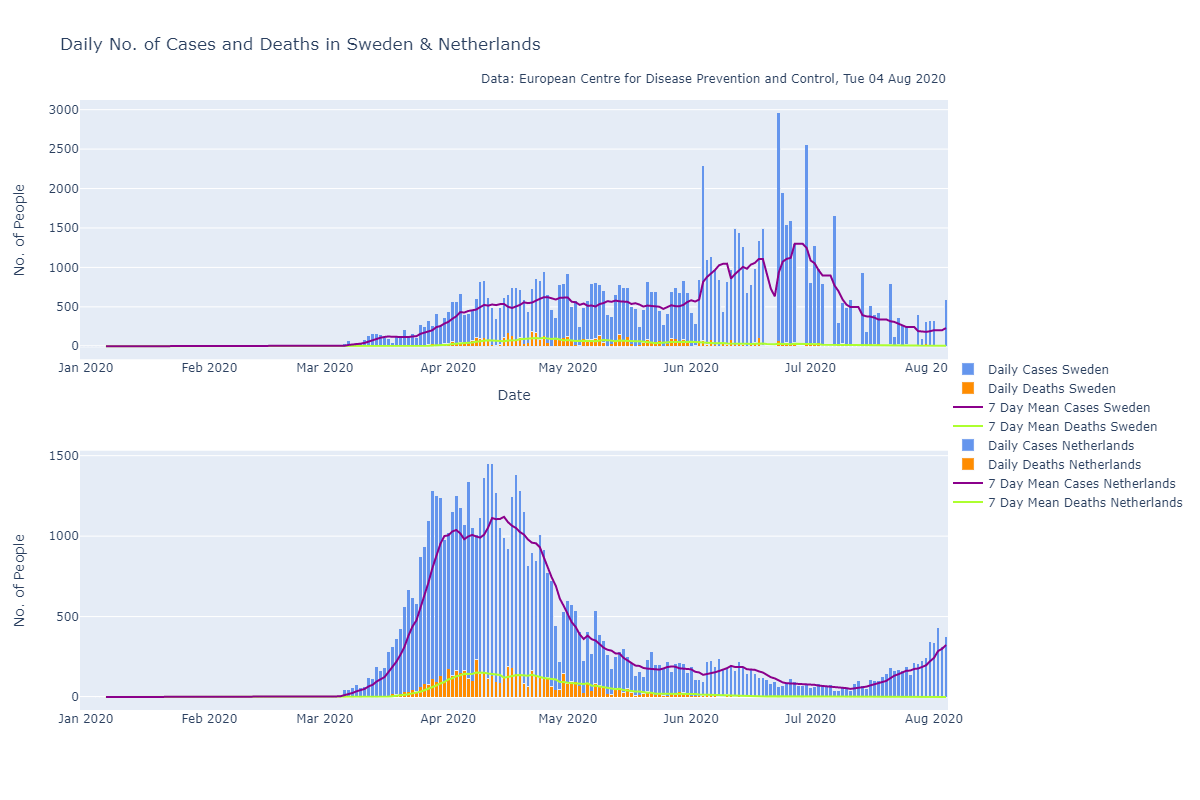 Daily No. of Cases and Deaths in Sweden & Netherlands
Data: European Centre for Disease Prevention and Control, Tue 04 Aug 2020
No. of People
3000
2500
2000
1500
1000
500
0
Jan 2020 Feb 2020 Mar 2020 Apr 2020 May 2020 Jun 2020 Jul 2020 Aug 20
Date
Daily Cases Sweden
Daily Deaths Sweden
7 Day Mean Cases Sweden
7 Day Mean Deaths Sweden
Daily Cases Netherlands
Daily Deaths Netherlands
7 Day Mean Cases Netherlands
7 Day Mean Deaths Netherlands
No. of People
1500
1000
500
0
Jan 2020 Feb 2020 Mar 2020 Apr 2020 May 2020 Jun 2020 Jul 2020 Aug 2020